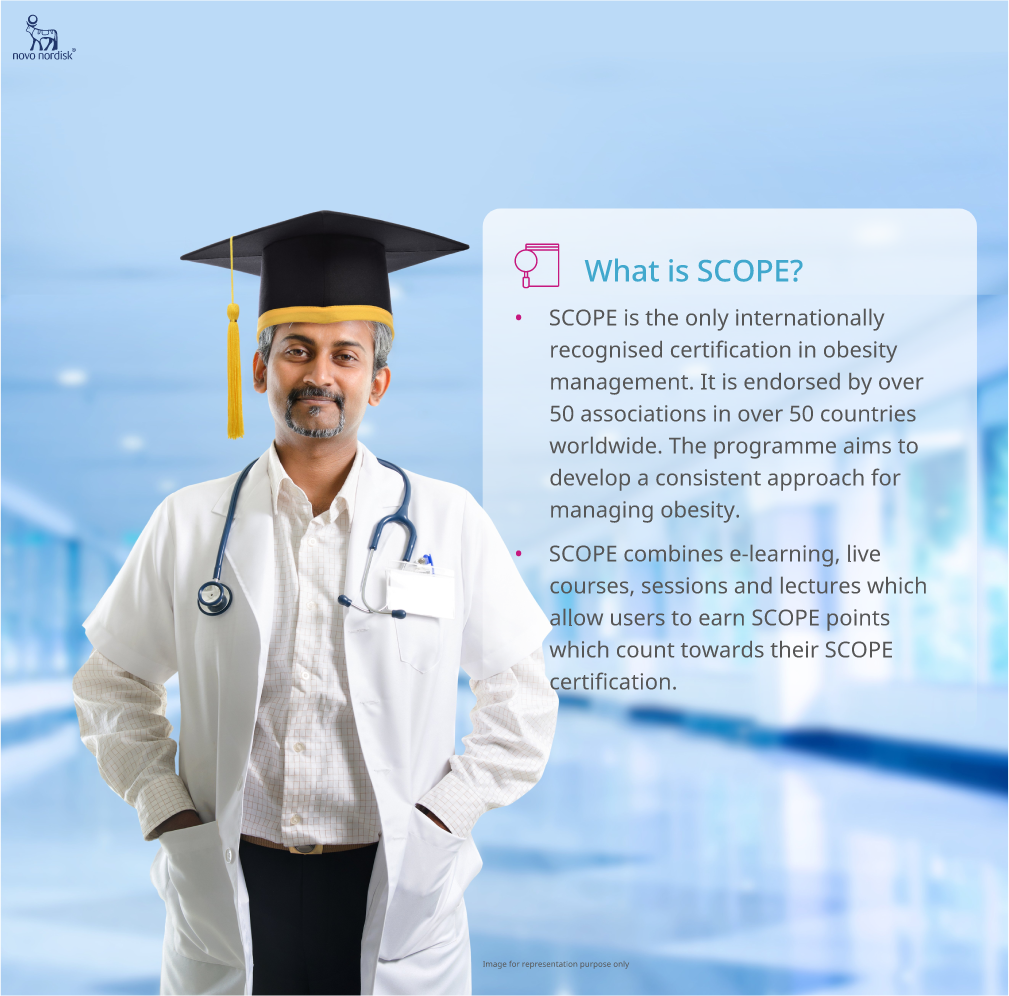 novo nordisk®
What is SCOPE?
• SCOPE is the only internationally
recognised certification in obesity
management. It is endorsed by over
50 associations in over 50 countries
worldwide. The programme aims to
develop a consistent approach for
managing obesity.
• SCOPE combines e-learning, live
courses, sessions and lectures which
allow users to earn SCOPE points
which count towards their SCOPE
certification.
Image for representation purpose only